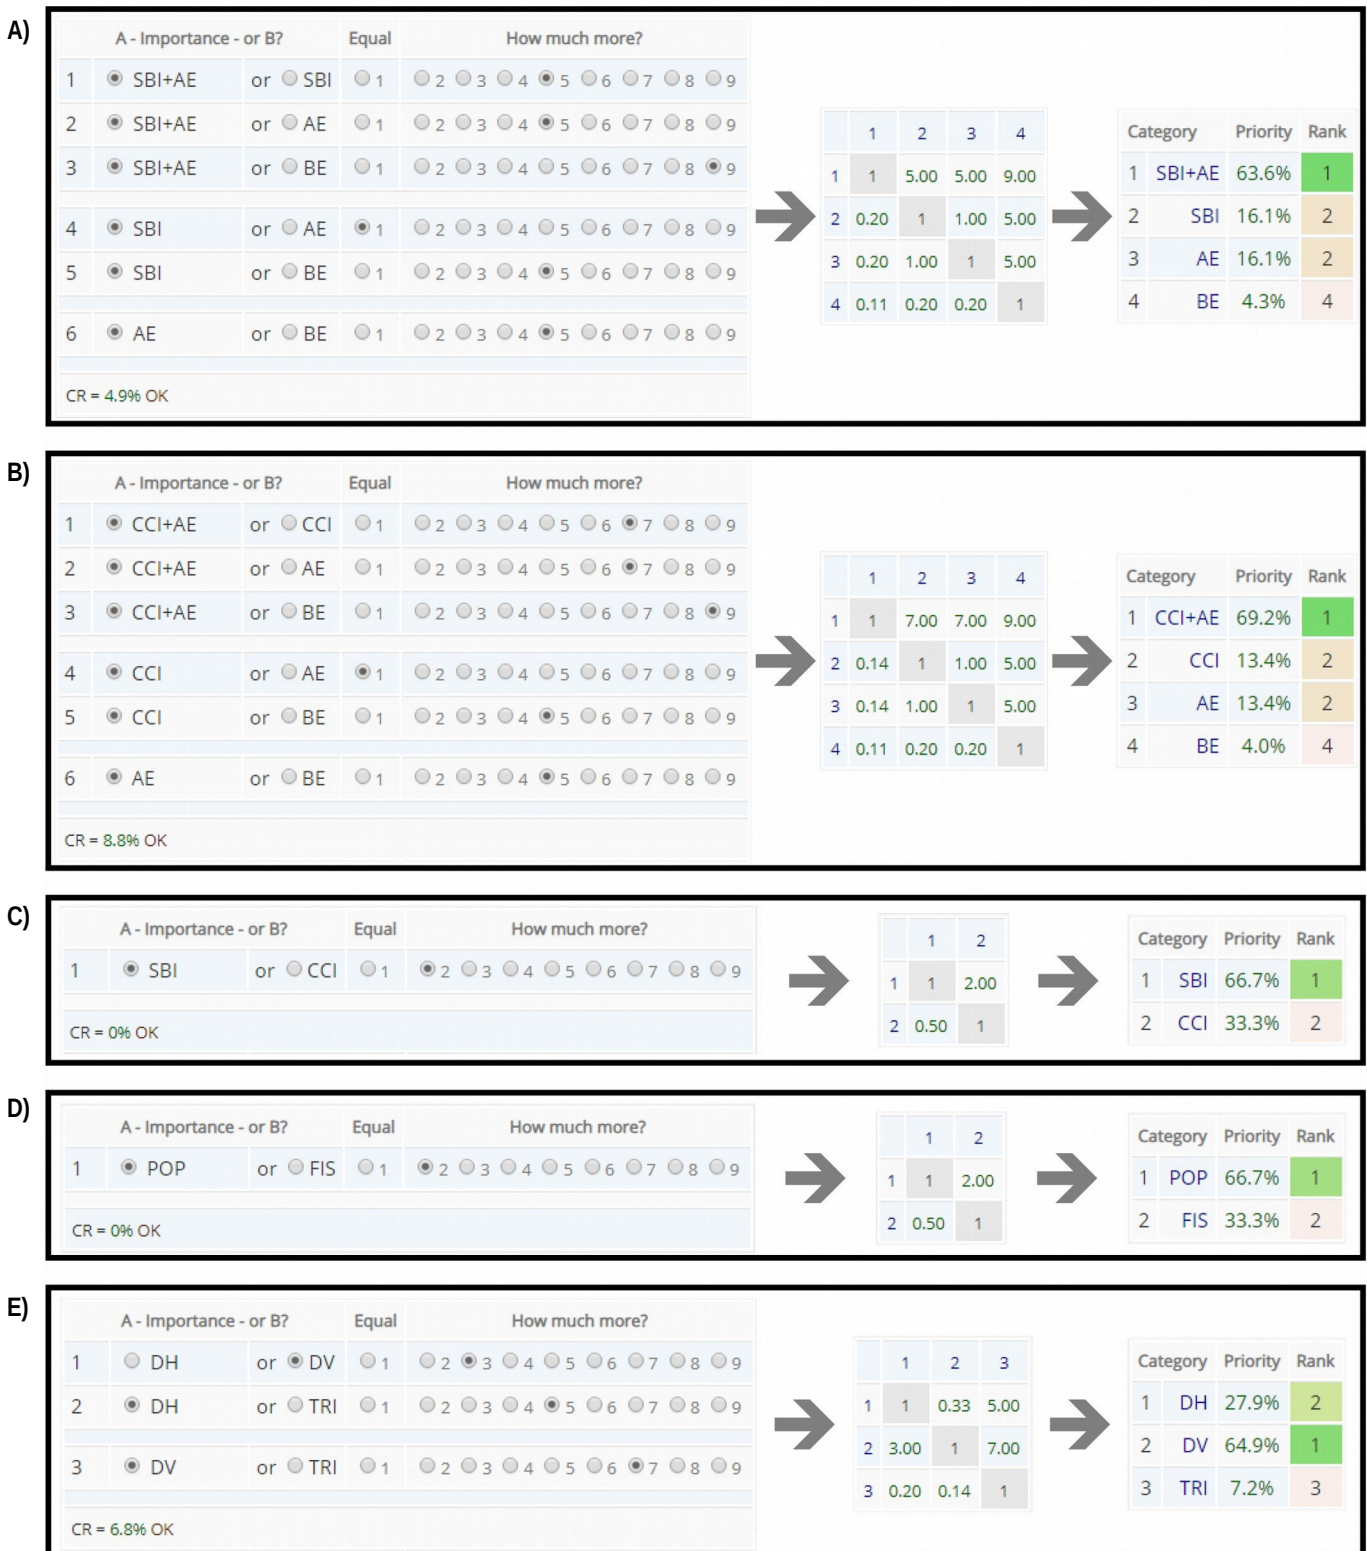 A)
A - Importance - or B? Equal How much more?
1 SBI+AE or SBI 1 2 3 4 5 6 7 8 9
2 SBI+AE or AE 1 2 3 4 5 6 7 8 9
3 SBI+AE or BE 1 2 3 4 5 6 7 8 9
4 SBI or AE 1 2 3 4 5 6 7 8 9
5 SBI or BE 1 2 3 4 5 6 7 8 9
6 AE or BE 1 2 3 4 5 6 7 8 9
CR = 4.9% OK
1 2 3 4
1 1 5.00 5.00 9.00
2 0.20 1 1.00 5.00
3 0.20 1.00 1 5.00
4 0.11 0.20 0.20 1
Category Priority Rank
1 SBI+AE 63.6% 1
2 SBI 16.1% 2
3 AE 16.1% 2
4 BE 4.3% 4
B)
A - Importance - or B? Equal How much more?
1 CCI+AE or CCI 1 2 3 4 5 6 7 8 9
2 CCI+AE or AE 1 2 3 4 5 6 7 8 9
3 CCI+AE or BE 1 2 3 4 5 6 7 8 9
4 CCI or AE 1 2 3 4 5 6 7 8 9
5 CCI or BE 1 2 3 4 5 6 7 8 9
6 AE or BE 1 2 3 4 5 6 7 8 9
CR = 8.8% OK
1 2 3 4
1 1 7.00 7.00 9.00
2 0.14 1 1.00 5.00
3 0.14 1.00 1 5.00
4 0.11 0.20 0.20 1
Category Priority Rank
1 CCI+AE 69.2% 1
2 CCI 13.4% 2
3 AE 13.4% 2
4 BE 4.0% 4
C)
A - Importance - or B? Equal How much more?
1 SBI or CCI 1 2 3 4 5 6 7 8 9
CR = 0% OK
1 2
1 1 2.00
2 0.50 1
Category Priority Rank
1 SBI 66.7% 1
2 CCI 33.3% 2
D)
A - Importance - or B? Equal How much more?
1 POP or FIS 1 2 3 4 5 6 7 8 9
CR = 0% OK
1 2
1 1 2.00
2 0.50 1
Category Priority Rank
1 POP 66.7% 1
2 FIS 33.3% 2
E)
A - Importance - or B? Equal How much more?
1 DH or DV 1 2 3 4 5 6 7 8 9
2 DH or TRI 1 2 3 4 5 6 7 8 9
3 DV or TRI 1 2 3 4 5 6 7 8 9
CR = 6.8% OK
1 2 3
1 1 0.33 5.00
2 3.00 1 7.00
3 0.20 0.14 1
Category Priority Rank
1 DH 27.9% 2
2 DV 64.9% 1
3 TRI 7.2% 3